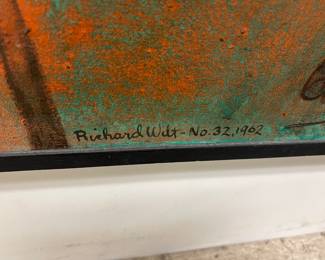 Richard Wilt - No. 32, 1962